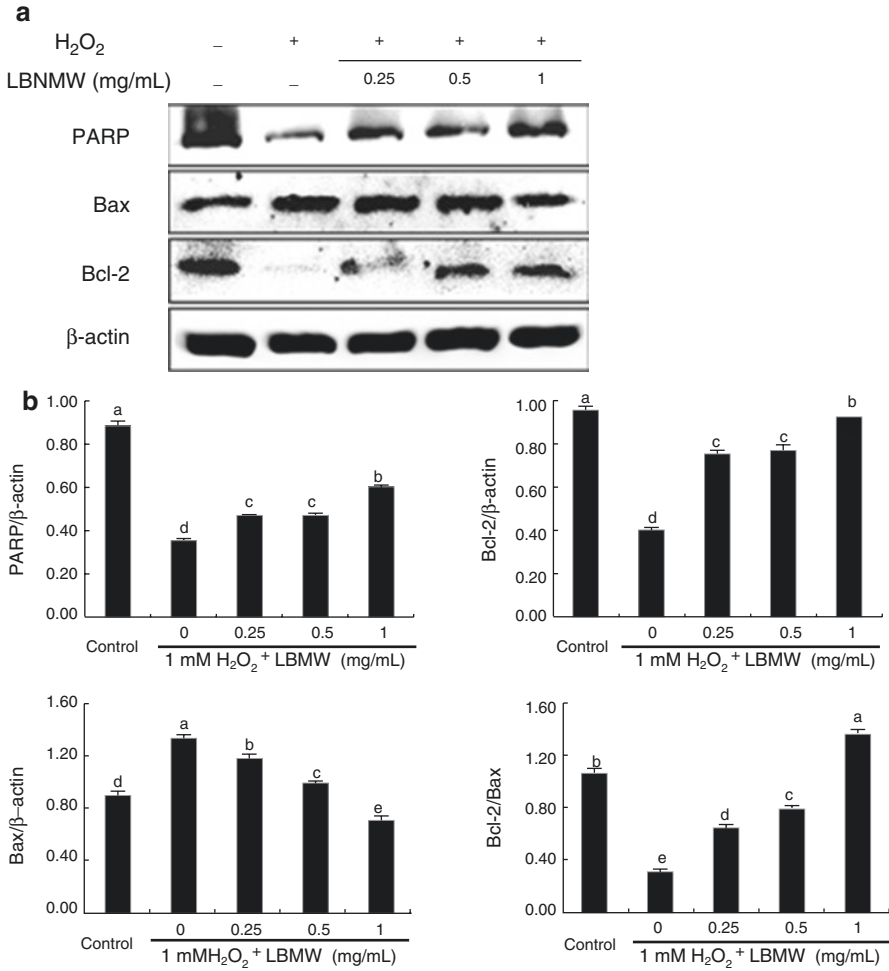 a
H₂O₂ – + + + +
LBNMW (mg/mL) – – 0.25 0.5 1
PARP
Bax
Bcl-2
β-actin
b
PARP/β-actin
1.00
0.80
0.60
0.40
0.20
0.00
a d c c b
Control 0 0.25 0.5 1
1 mM H₂O₂ + LBMW (mg/mL)
Bcl-2/β-actin
1.00
0.80
0.60
0.40
0.20
0.00
a d c c b
Control 0 0.25 0.5 1
1 mM H₂O₂ + LBMW (mg/mL)
Bax/β–actin
1.60
1.20
0.80
0.40
0.00
d a b c e
Control 0 0.25 0.5 1
1 mMH₂O₂ + LBMW (mg/mL)
Bcl-2/Bax
1.60
1.20
0.80
0.40
0.00
b e d c a
Control 0 0.25 0.5 1
1 mM H₂O₂ + LBMW (mg/mL)